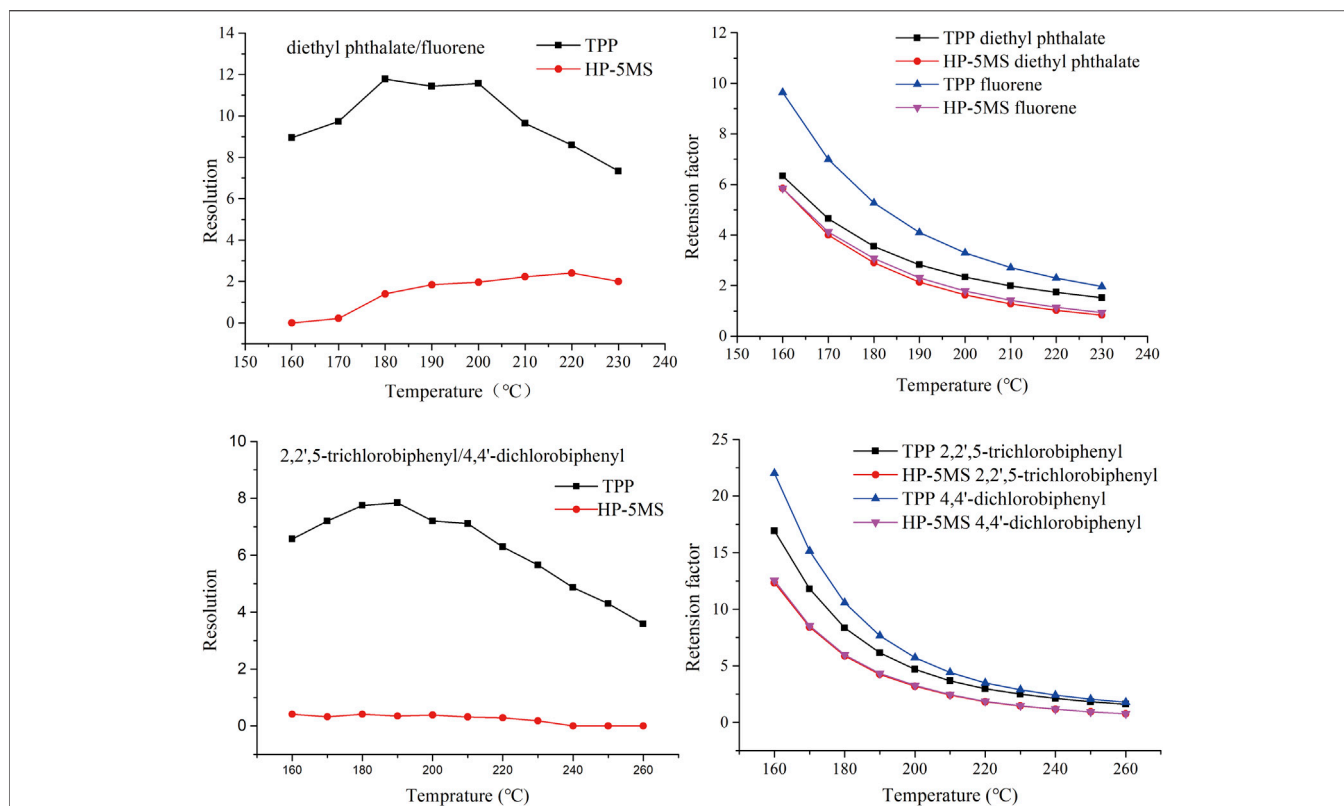 diethyl phthalate/fluorene
TPP
HP-5MS
14
12
10
8
6
4
2
0
Resolution
150 160 170 180 190 200 210 220 230 240
Temperature（℃）
TPP diethyl phthalate
HP-5MS diethyl phthalate
TPP fluorene
HP-5MS fluorene
12
10
8
6
4
2
0
Retension factor
150 160 170 180 190 200 210 220 230 240
Temperature (℃)
2,2',5-trichlorobiphenyl/4,4'-dichlorobiphenyl
TPP
HP-5MS
10
8
6
4
2
0
Resolution
160 180 200 220 240 260
Temprature (℃)
TPP 2,2',5-trichlorobiphenyl
HP-5MS 2,2',5-trichlorobiphenyl
TPP 4,4'-dichlorobiphenyl
HP-5MS 4,4'-dichlorobiphenyl
25
20
15
10
5
0
Retension factor
160 180 200 220 240 260
Temprature (℃)